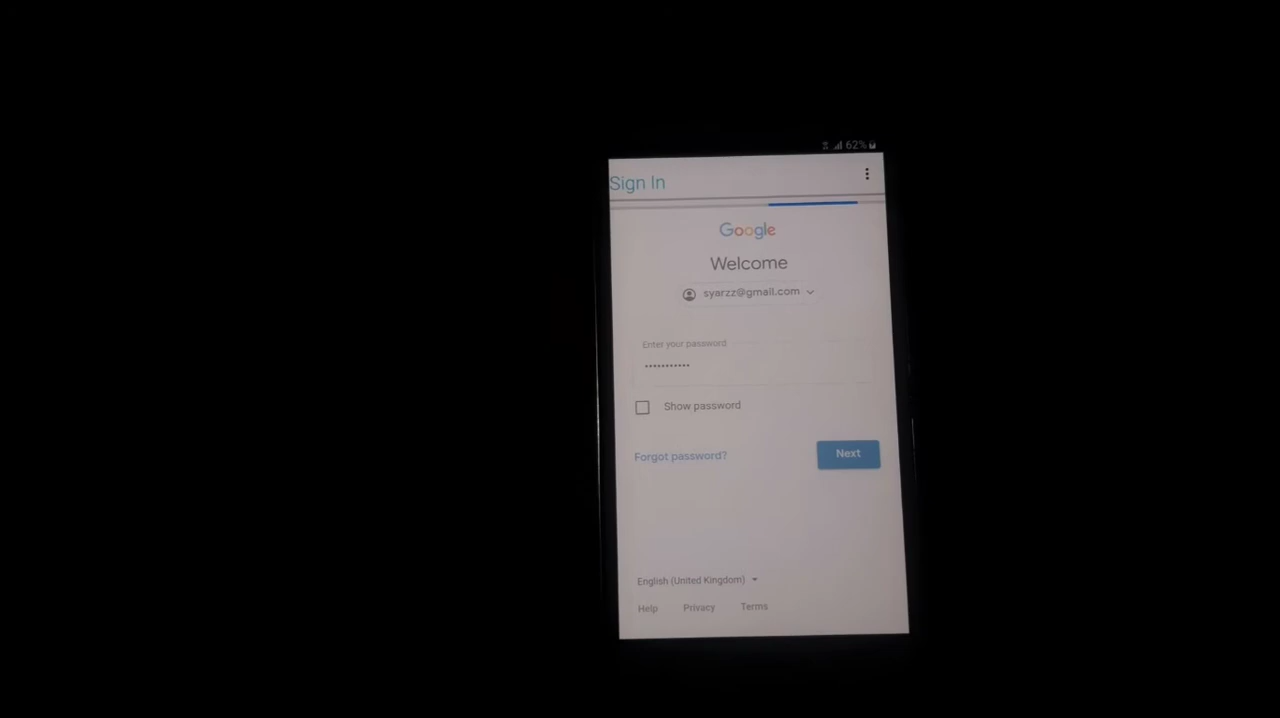 62%
Sign In
Google
Welcome
syarzz@gmail.com
Enter your password
•••••••••••
Show password
Forgot password?
Next
English (United Kingdom)
Help Privacy Terms